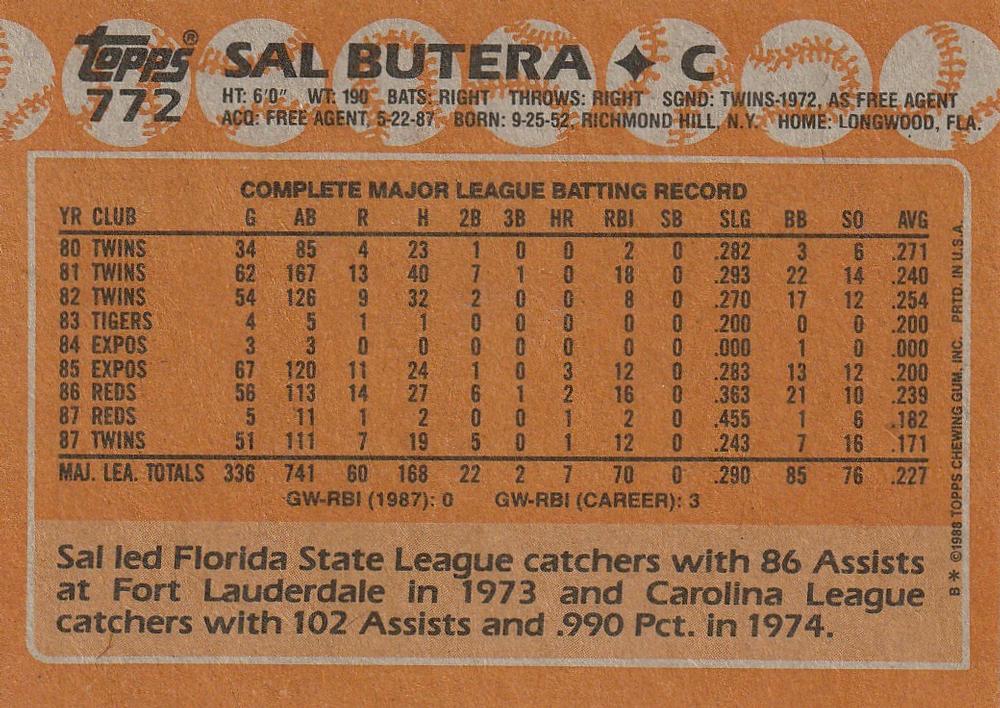 topps® SAL BUTERA ✦ C
772
HT: 6'0" WT: 190 BATS: RIGHT THROWS: RIGHT SGND: TWINS-1972, AS FREE AGENT
ACQ: FREE AGENT, 5-22-87 BORN: 9-25-52, RICHMOND HILL, N.Y. HOME: LONGWOOD, FLA.
COMPLETE MAJOR LEAGUE BATTING RECORD
YR CLUB G AB R H 2B 3B HR RBI SB SLG BB SO AVG
80 TWINS 34 85 4 23 1 0 0 2 0 .282 3 6 .271
81 TWINS 62 167 13 40 7 1 0 18 0 .293 22 14 .240
82 TWINS 54 126 9 32 2 0 0 8 0 .270 17 12 .254
83 TIGERS 4 5 1 1 0 0 0 0 0 .200 0 0 .200
84 EXPOS 3 3 0 0 0 0 0 0 0 .000 1 0 .000
85 EXPOS 67 120 11 24 1 0 3 12 0 .283 13 12 .200
86 REDS 56 113 14 27 6 1 2 16 0 .363 21 10 .239
87 REDS 5 11 1 2 0 0 1 2 0 .455 1 6 .182
87 TWINS 51 111 7 19 5 0 1 12 0 .243 7 16 .171
MAJ. LEA. TOTALS 336 741 60 168 22 2 7 70 0 .290 85 76 .227
GW-RBI (1987): 0 GW-RBI (CAREER): 3
Sal led Florida State League catchers with 86 Assists
at Fort Lauderdale in 1973 and Carolina League
catchers with 102 Assists and .990 Pct. in 1974.
B* ©1988 TOPPS CHEWING GUM, INC. PRTD. IN U.S.A.